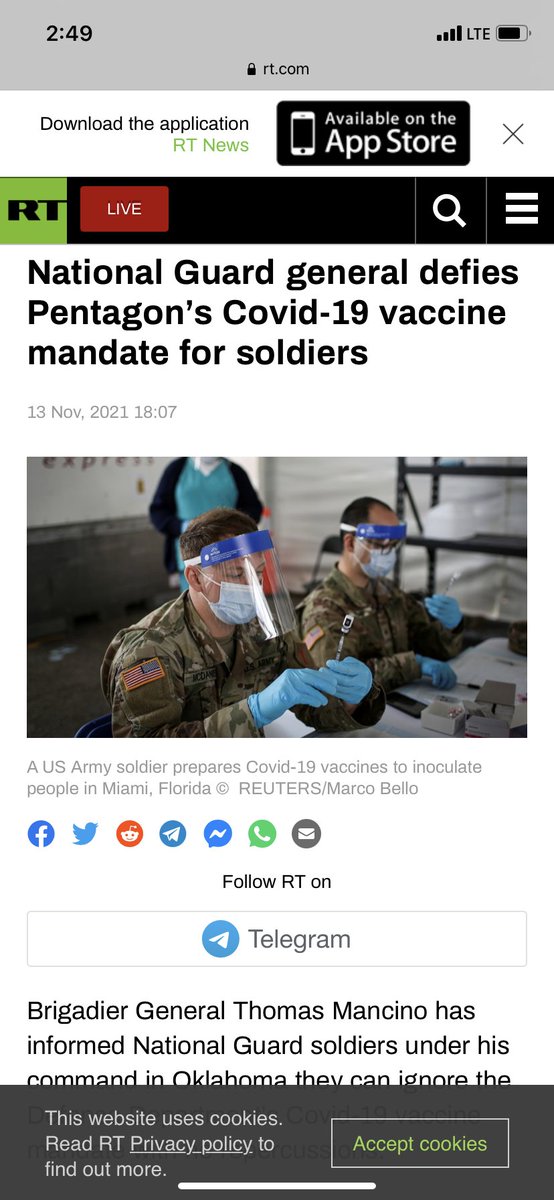 2:49
LTE
rt.com
Download the application
RT News
Available on the
App Store
RT
LIVE
National Guard general defies
Pentagon’s Covid-19 vaccine
mandate for soldiers
13 Nov, 2021 18:07
express
U.S. ARMY
A US Army soldier prepares Covid-19 vaccines to inoculate
people in Miami, Florida © REUTERS/Marco Bello
Follow RT on
Telegram
Brigadier General Thomas Mancino has
informed National Guard soldiers under his
command in Oklahoma they can ignore the
Covid-19 vaccine
mandate
This website uses cookies.
Read RT Privacy policy to
find out more.
Accept cookies